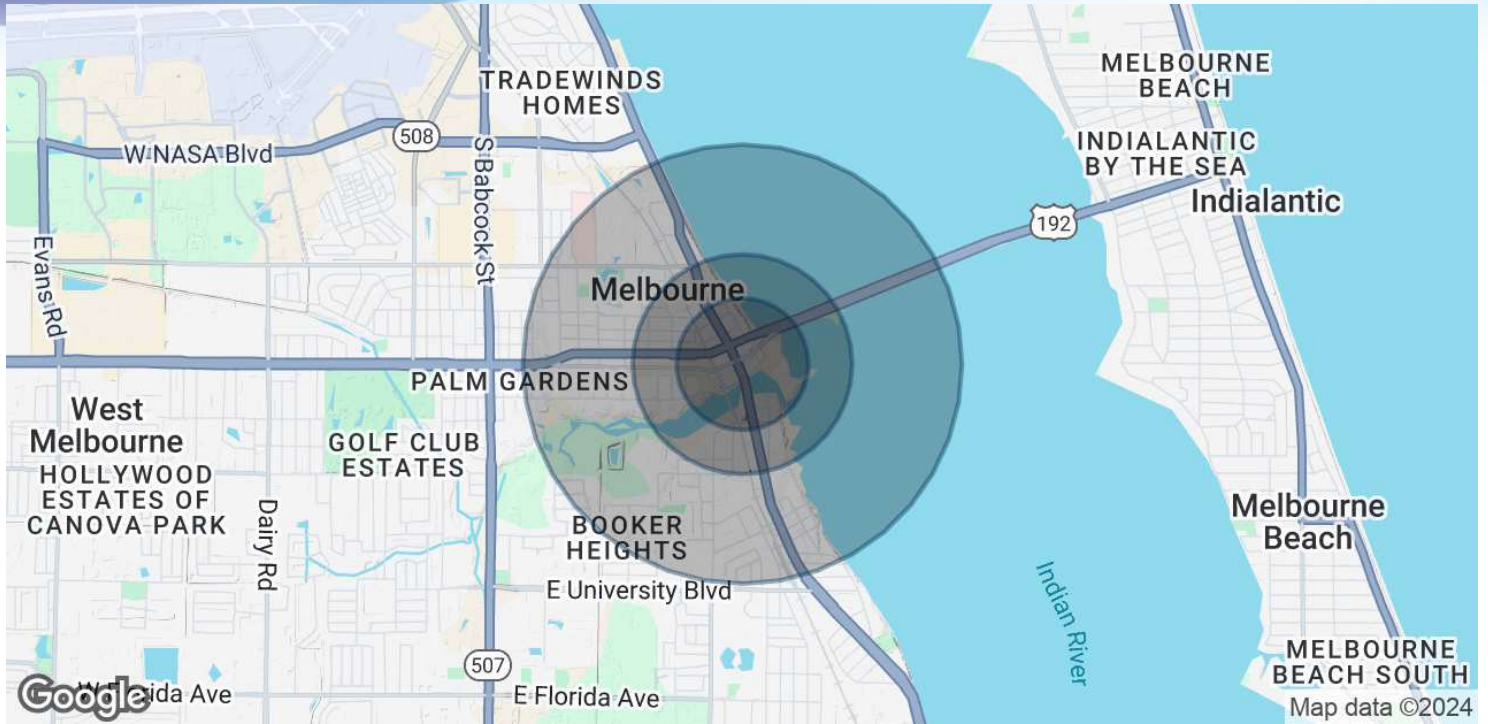 TRADEWINDS
HOMES
MELBOURNE
BEACH
508
W NASA Blvd
S Babcock St
INDIALANTIC
BY THE SEA
Indialantic
192
Evans Rd
Melbourne
PALM GARDENS
West
Melbourne
GOLF CLUB
ESTATES
HOLLYWOOD
ESTATES OF
CANOVA PARK
Dairy Rd
BOOKER
HEIGHTS
Melbourne
Beach
E University Blvd
Indian River
507
MELBOURNE
BEACH SOUTH
Google
W Florida Ave
E Florida Ave
Map data ©2024